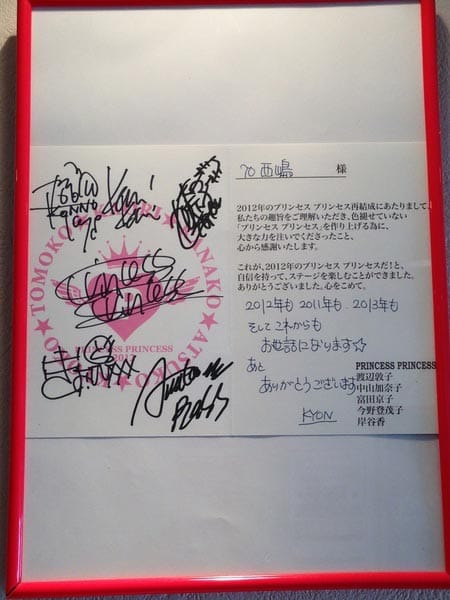 to 西嶋 様
2012年のプリンセス プリンセス再結成にあたりまして、
私たちの趣旨をご理解いただき、色褪せていない
「プリンセス プリンセス」を作り上げる為に、
大きな力を注いでくださったこと、
心から感謝いたします。
これが、2012年のプリンセス プリンセスだ!と、
自信を持って、ステージを楽しむことができました。
ありがとうございました。心をこめて。
2012年も 2011年も 2013年も
そして これからも
お世話になります☆
あと
ありがとうございます
KYON
PRINCESS PRINCESS
渡辺敦子
中山加奈子
富田京子
今野登茂子
岸谷香
Princess
Princess
★TOMOKO★
KANAKO★ATSUKO★
PRINCESS PRINCESS